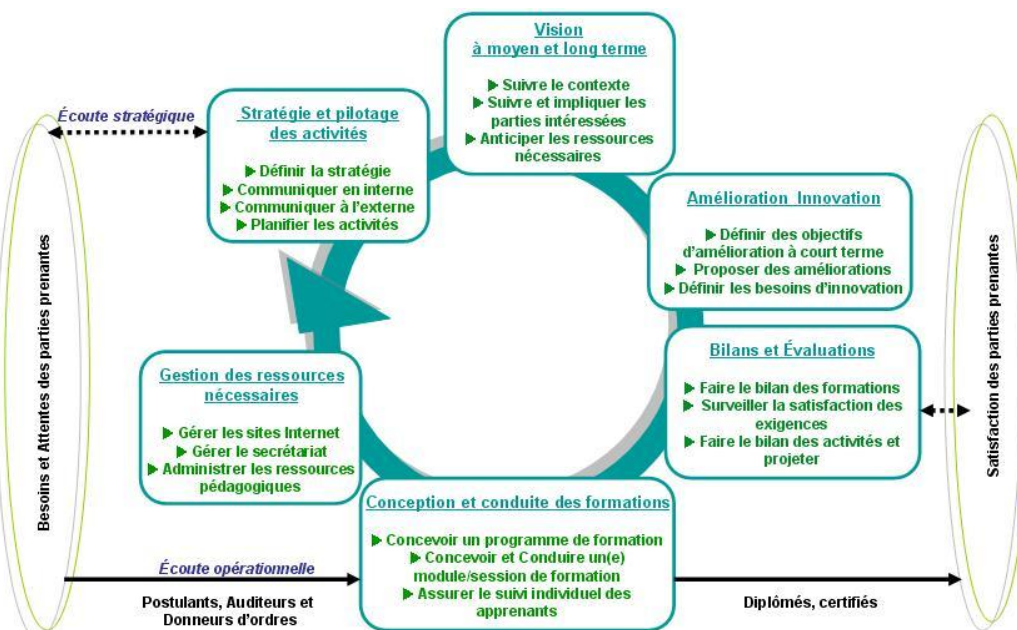 Vision
à moyen et long terme
▶ Suivre le contexte
▶ Suivre et impliquer les
parties intéressées
▶ Anticiper les ressources
nécessaires
Écoute stratégique
Stratégie et pilotage
des activités
▶ Définir la stratégie
▶ Communiquer en interne
▶ Communiquer à l'externe
▶ Planifier les activités
Amélioration Innovation
▶ Définir des objectifs
d'amélioration à court terme
▶ Proposer des améliorations
▶ Définir les besoins d'innovation
Besoins et Attentes des parties prenantes
Satisfaction des parties prenantes
Bilans et Évaluations
▶ Faire le bilan des formations
▶ Surveiller la satisfaction des
exigences
▶ Faire le bilan des activités et
projeter
Gestion des ressources
nécessaires
▶ Gérer les sites Internet
▶ Gérer le secrétariat
▶ Administrer les ressources
pédagogiques
Conception et conduite des formations
▶ Concevoir un programme de formation
▶ Concevoir et Conduire un(e)
module/session de formation
▶ Assurer le suivi individuel des
apprenants
Écoute opérationnelle
Postulants, Auditeurs et
Donneurs d'ordres
Diplômés, certifiés